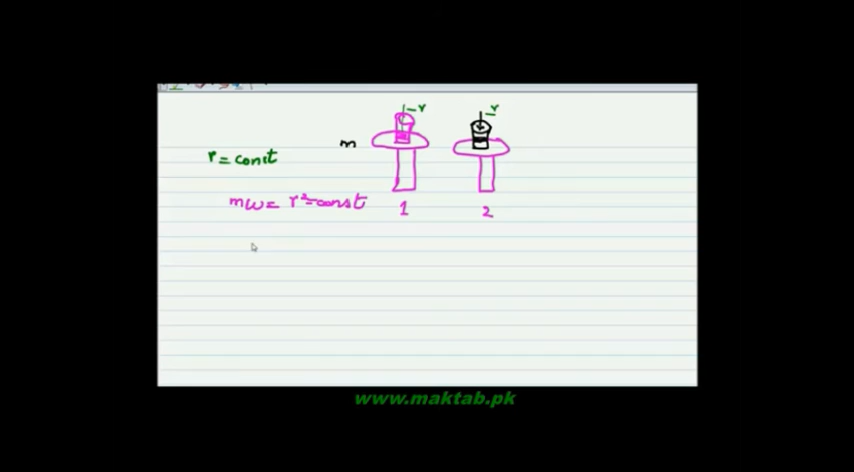 -r -r
m
r = const
mω = r²=const
1 2
www.maktab.pk